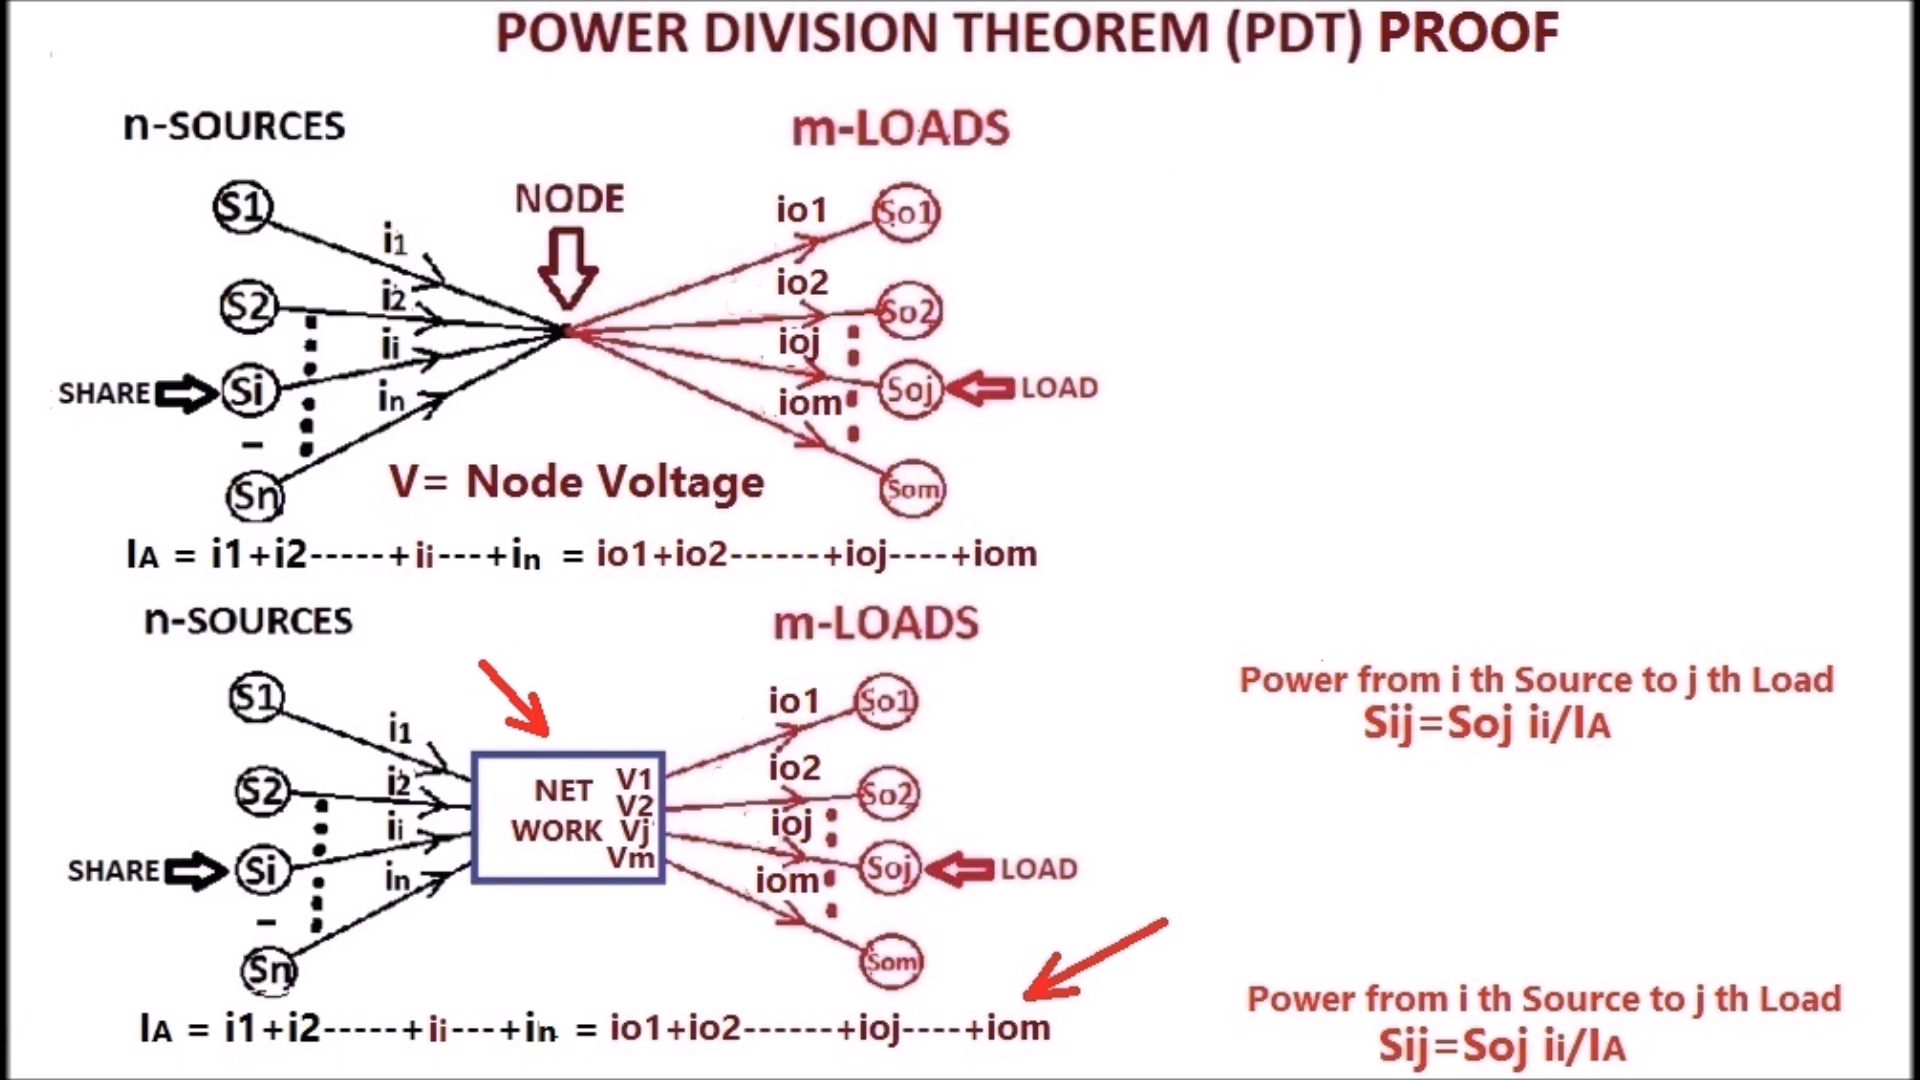 POWER DIVISION THEOREM (PDT) PROOF
n-SOURCES
m-LOADS
NODE
S1
i1
io1
So1
S2
i2
io2
So2
SHARE
Si
ii
ioj
Soj
LOAD
-
in
iom
Sn
Som
V= Node Voltage
IA = i1+i2-----+ii---+in = io1+io2------+ioj----+iom
n-SOURCES
m-LOADS
S1
i1
io1
So1
S2
i2
io2
So2
NET V1
V2
WORK Vj
Vm
SHARE
Si
ii
ioj
Soj
LOAD
-
in
iom
Sn
Som
IA = i1+i2-----+ii---+in = io1+io2------+ioj----+iom
Power from i th Source to j th Load
Sij=Soj ii/IA
Power from i th Source to j th Load
Sij=Soj ii/IA